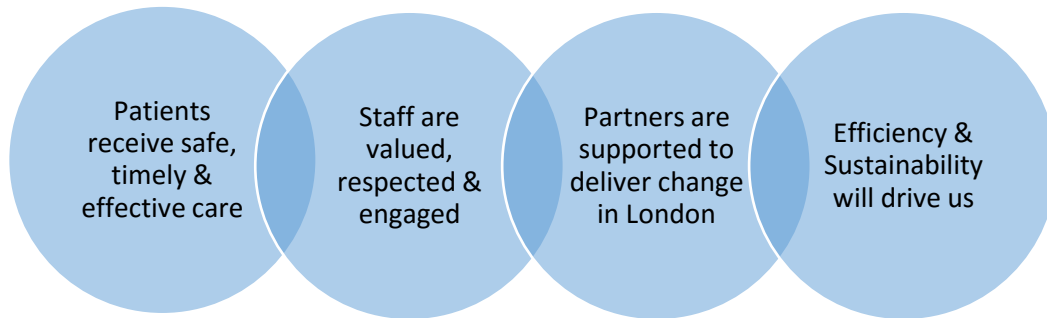 Patients
receive safe,
timely &
effective care
Staff are
valued,
respected &
engaged
Partners are
supported to
deliver change
in London
Efficiency &
Sustainability
will drive us